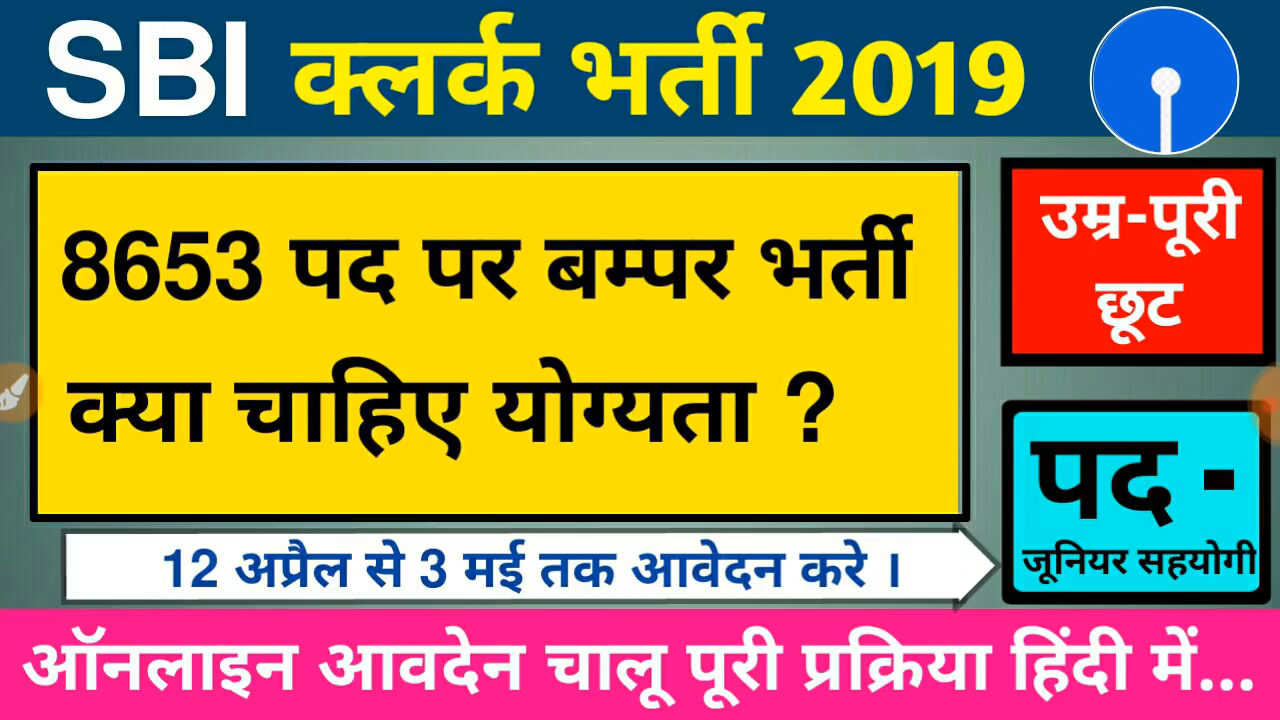 SBI क्लर्क भर्ती 2019
8653 पद पर बम्पर भर्ती
क्या चाहिए योग्यता ?
उम्र-पूरी
छूट
पद -
जूनियर सहयोगी
12 अप्रैल से 3 मई तक आवेदन करे ।
ऑनलाइन आवदेन चालू पूरी प्रक्रिया हिंदी में...